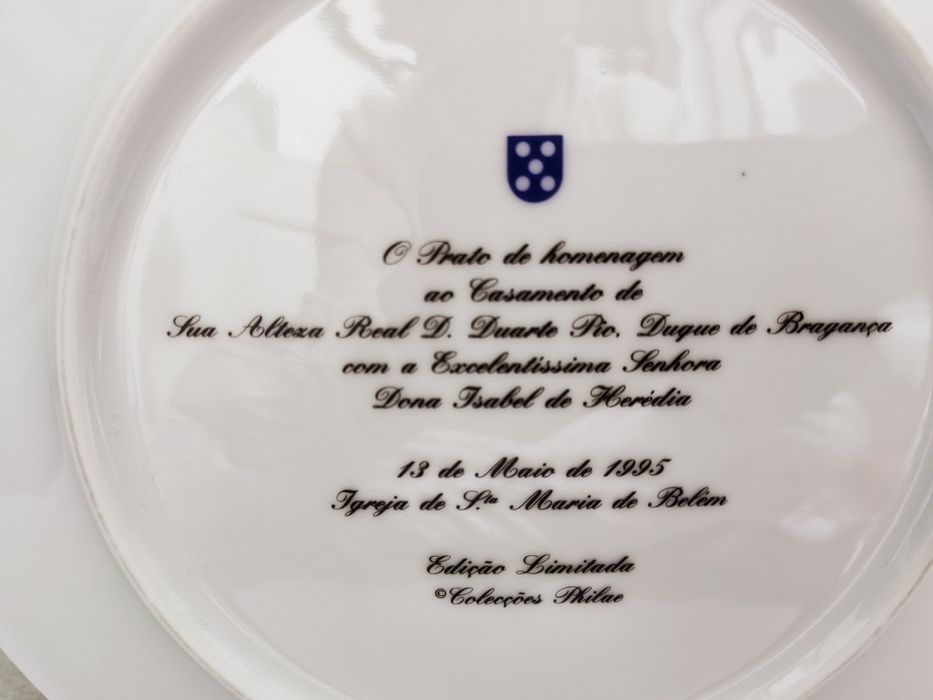 O Prato de homenagem
ao Casamento de
Sua Alteza Real D. Duarte Pio, Duque de Bragança
com a Excelentissima Senhora
Dona Isabel de Herédia
13 de Maio de 1995
Igreja de S.ta Maria de Belém
Edição Limitada
©Colecções Philae